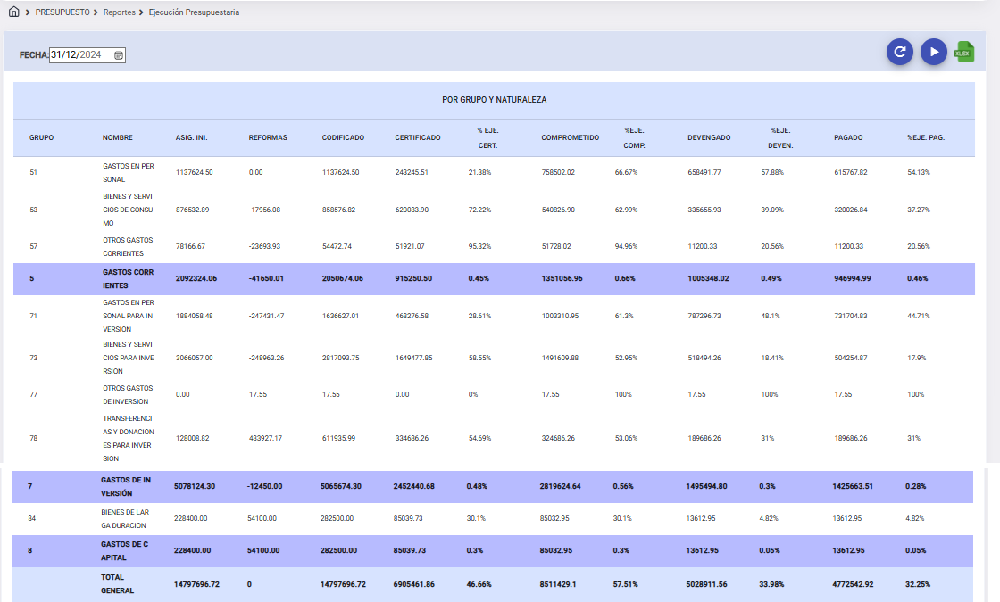 PRESUPUESTO > Reportes > Ejecución Presupuestaria
FECHA: 31/12/2024
XLSX
POR GRUPO Y NATURALEZA
GRUPO NOMBRE ASIG. INI. REFORMAS CODIFICADO CERTIFICADO % EJE. CERT. COMPROMETIDO %EJE. COMP. DEVENGADO %EJE. DEVEN. PAGADO %EJE. PAG.
51 GASTOS EN PER
SONAL 1137624.50 0.00 1137624.50 243245.51 21.38% 758502.02 66.67% 658491.77 57.88% 615767.82 54.13%
53 BIENES Y SERVI
CIOS DE CONSU
MO 876532.89 -17956.08 858576.82 620083.90 72.22% 540826.90 62.99% 335655.93 39.09% 320026.84 37.27%
57 OTROS GASTOS
CORRIENTES 78166.67 -23693.93 54472.74 51921.07 95.32% 51728.02 94.96% 11200.33 20.56% 11200.33 20.56%
5 GASTOS CORR
IENTES 2092324.06 -41650.01 2050674.06 915250.50 0.45% 1351056.96 0.66% 1005348.02 0.49% 946994.99 0.46%
71 GASTOS EN PER
SONAL PARA IN
VERSION 1884058.48 -247431.47 1636627.01 468276.58 28.61% 1003310.95 61.3% 787296.73 48.1% 731704.83 44.71%
73 BIENES Y SERVI
CIOS PARA INVE
RSION 3066057.00 -248963.26 2817093.75 1649477.85 58.55% 1491609.88 52.95% 518494.26 18.41% 504254.87 17.9%
77 OTROS GASTOS
DE INVERSION 0.00 17.55 17.55 0.00 0% 17.55 100% 17.55 100% 17.55 100%
78 TRANSFERENCI
AS Y DONACION
ES PARA INVER
SION 128008.82 483927.17 611935.99 334686.26 54.69% 324686.26 53.06% 189686.26 31% 189686.26 31%
7 GASTOS DE IN
VERSIÓN 5078124.30 -12450.00 5065674.30 2452440.68 0.48% 2819624.64 0.56% 1495494.80 0.3% 1425663.51 0.28%
84 BIENES DE LAR
GA DURACION 228400.00 54100.00 282500.00 85039.73 30.1% 85032.95 30.1% 13612.95 4.82% 13612.95 4.82%
8 GASTOS DE C
APITAL 228400.00 54100.00 282500.00 85039.73 0.3% 85032.95 0.3% 13612.95 0.05% 13612.95 0.05%
TOTAL
GENERAL 14797696.72 0 14797696.72 6905461.86 46.66% 8511429.1 57.51% 5028911.56 33.98% 4772542.92 32.25%